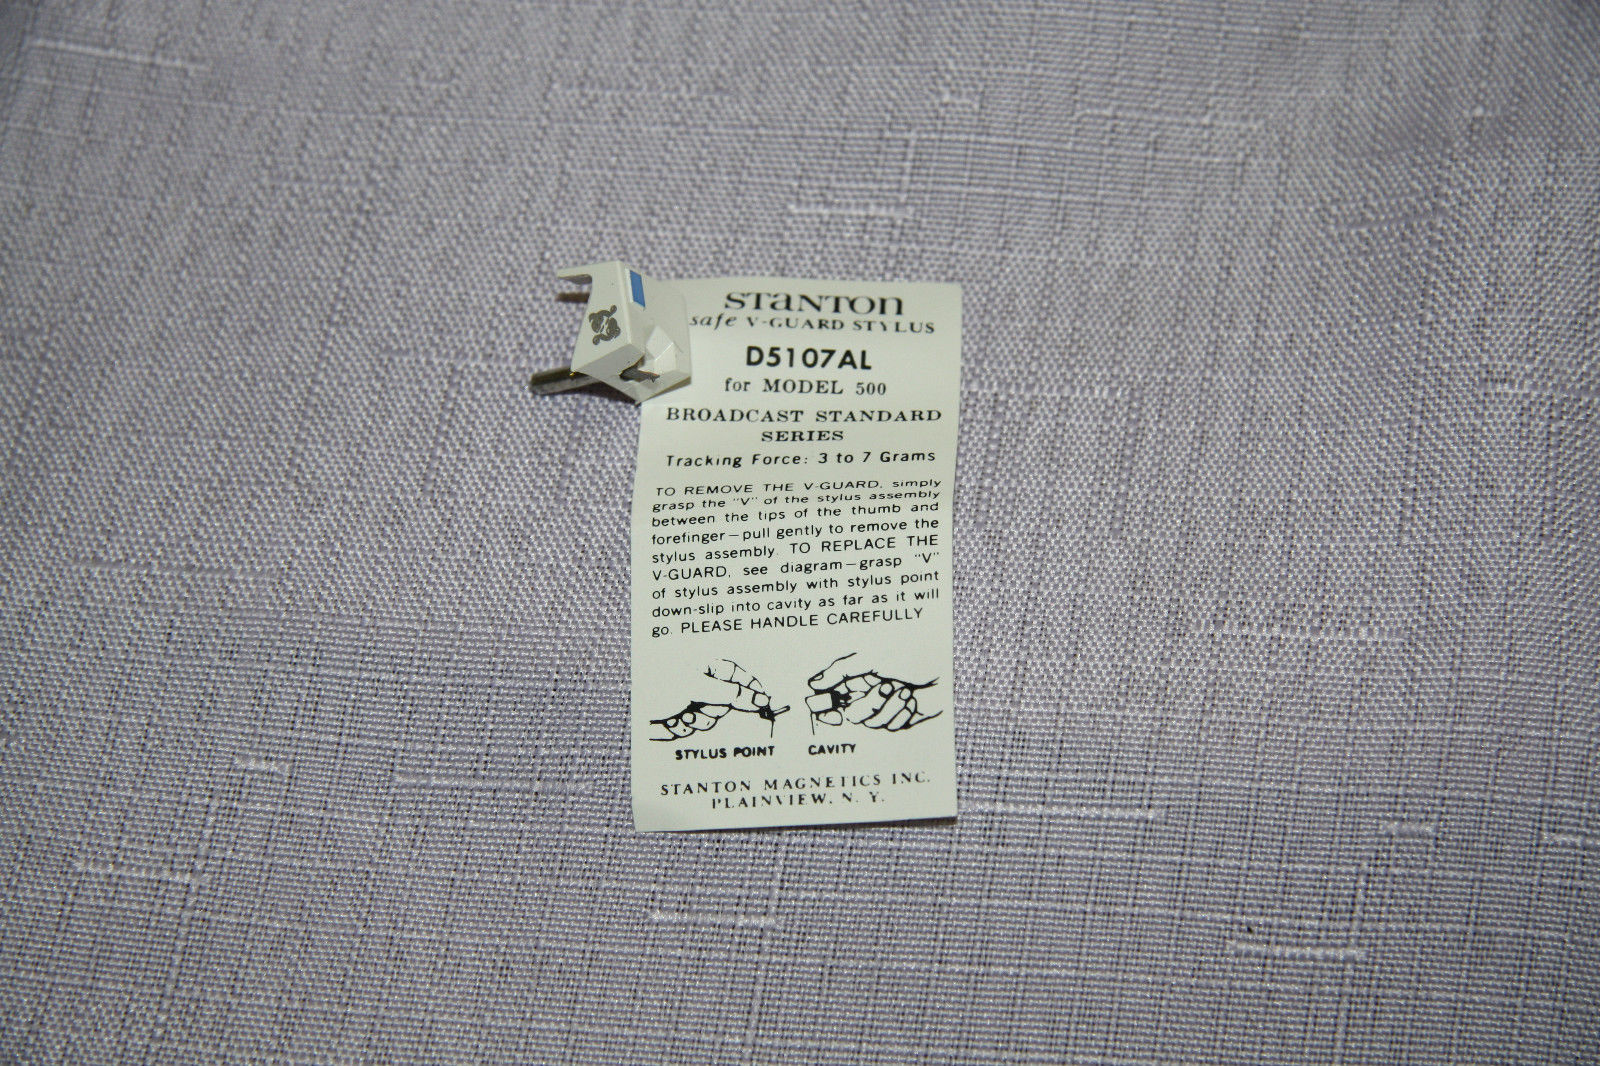 STANTON
safe V-GUARD STYLUS
D5107AL
for MODEL 500
BROADCAST STANDARD
SERIES
Tracking Force: 3 to 7 Grams
TO REMOVE THE V-GUARD, simply
grasp the "V" of the stylus assembly
between the tips of the thumb and
forefinger—pull gently to remove the
stylus assembly. TO REPLACE THE
V-GUARD, see diagram—grasp "V"
of stylus assembly with stylus point
down-slip into cavity as far as it will
go. PLEASE HANDLE CAREFULLY
STYLUS POINT CAVITY
STANTON MAGNETICS INC.
PLAINVIEW, N. Y.